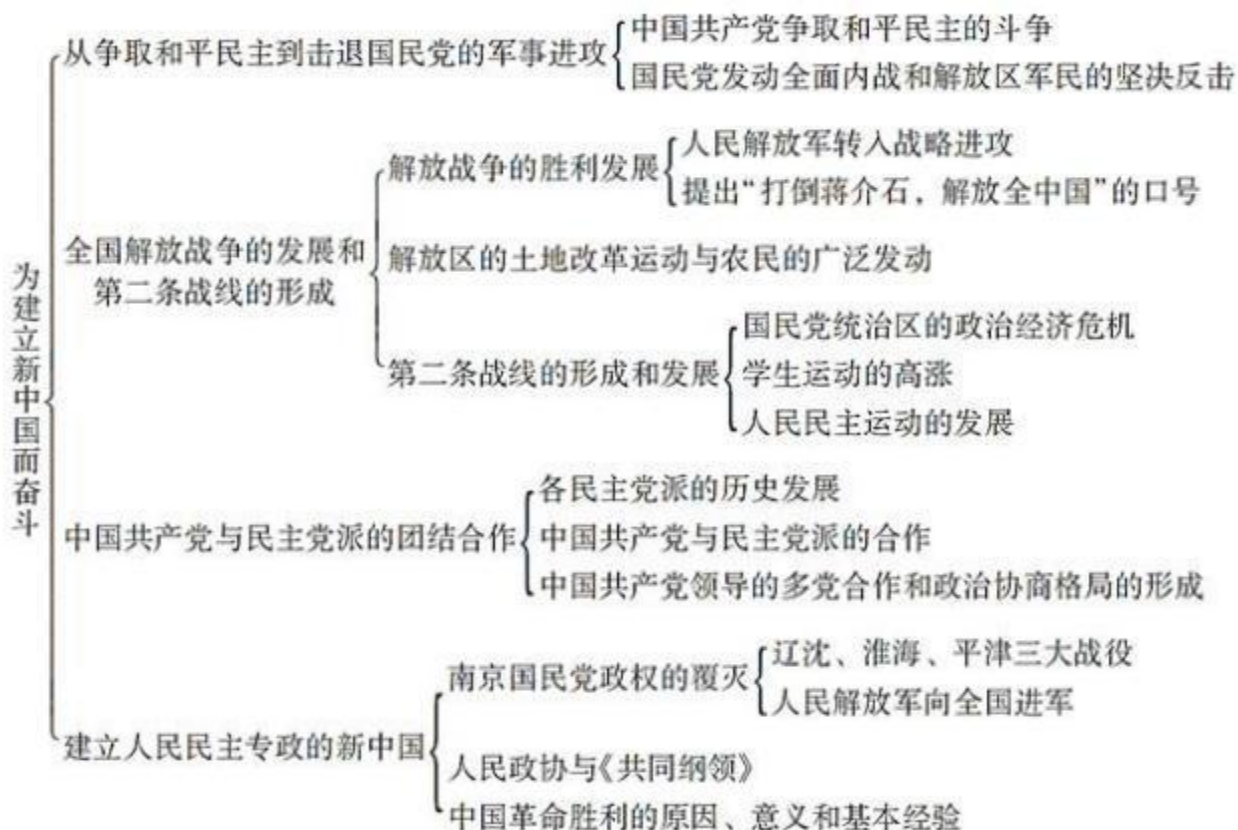 为建立新中国而奋斗
从争取和平民主到击退国民党的军事进攻
中国共产党争取和平民主的斗争
国民党发动全面内战和解放区军民的坚决反击
全国解放战争的发展和
第二条战线的形成
解放战争的胜利发展
人民解放军转入战略进攻
提出“打倒蒋介石，解放全中国”的口号
解放区的土地改革运动与农民的广泛发动
第二条战线的形成和发展
国民党统治区的政治经济危机
学生运动的高涨
人民民主运动的发展
中国共产党与民主党派的团结合作
各民主党派的历史发展
中国共产党与民主党派的合作
中国共产党领导的多党合作和政治协商格局的形成
建立人民民主专政的新中国
南京国民党政权的覆灭
辽沈、淮海、平津三大战役
人民解放军向全国进军
人民政协与《共同纲领》
中国革命胜利的原因、意义和基本经验